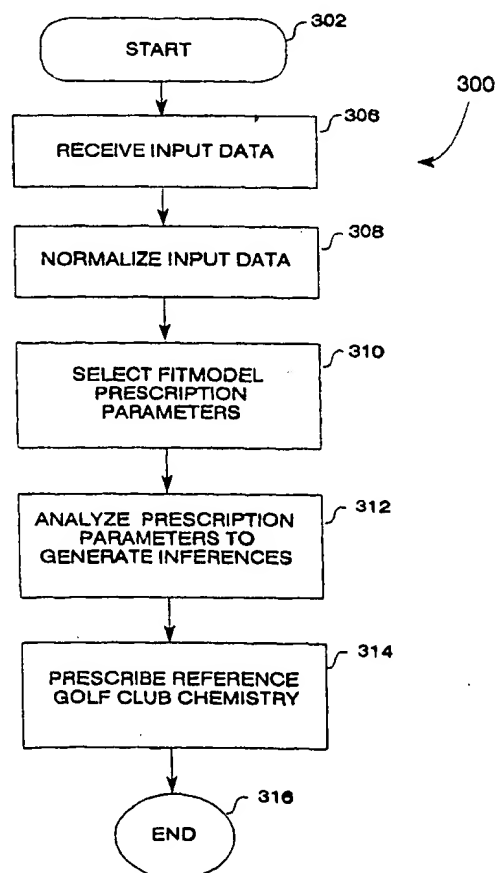 START
302
300
RECEIVE INPUT DATA
306
NORMALIZE INPUT DATA
308
SELECT FITMODEL
PRESCRIPTION
PARAMETERS
310
ANALYZE PRESCRIPTION
PARAMETERS TO
GENERATE INFERENCES
312
PRESCRIBE REFERENCE
GOLF CLUB CHEMISTRY
314
END
316